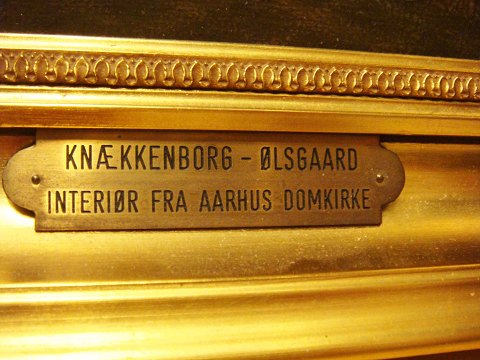 KNÆKKENBORG - ØLSGAARD
INTERIØR FRA AARHUS DOMKIRKE